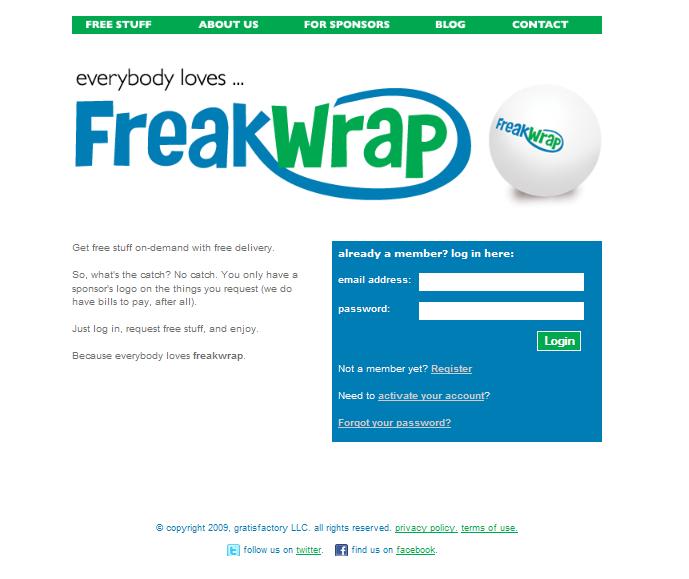 FREE STUFF ABOUT US FOR SPONSORS BLOG CONTACT
everybody loves ...
FreakWrap
FreakWrap
Get free stuff on-demand with free delivery.
So, what's the catch? No catch. You only have a
sponsor's logo on the things you request (we do
have bills to pay, after all).
Just log in, request free stuff, and enjoy.
Because everybody loves freakwrap.
already a member? log in here:
email address:
password:
Login
Not a member yet? Register
Need to activate your account?
Forgot your password?
© copyright 2009, gratisfactory LLC. all rights reserved. privacy policy. terms of use.
follow us on twitter. find us on facebook.